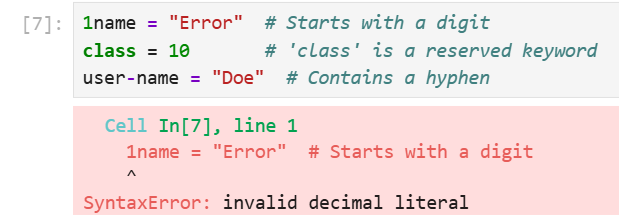 [7]: 1name = "Error"  # Starts with a digit
class = 10       # 'class' is a reserved keyword
user-name = "Doe"  # Contains a hyphen
Cell In[7], line 1
1name = "Error"  # Starts with a digit
^
SyntaxError: invalid decimal literal